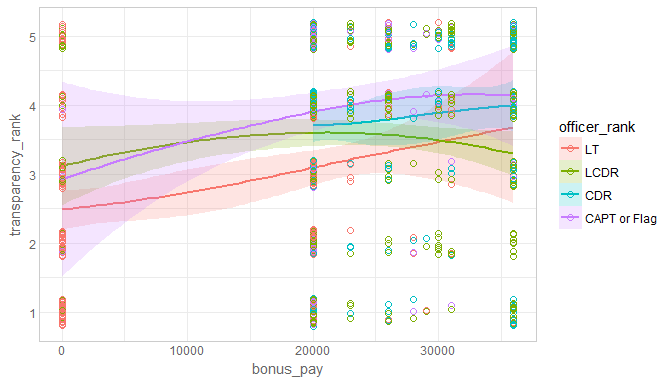 5
4
3
2
1
transparency_rank
0
10000
20000
30000
bonus_pay
officer_rank
LT
LCDR
CDR
CAPT or Flag